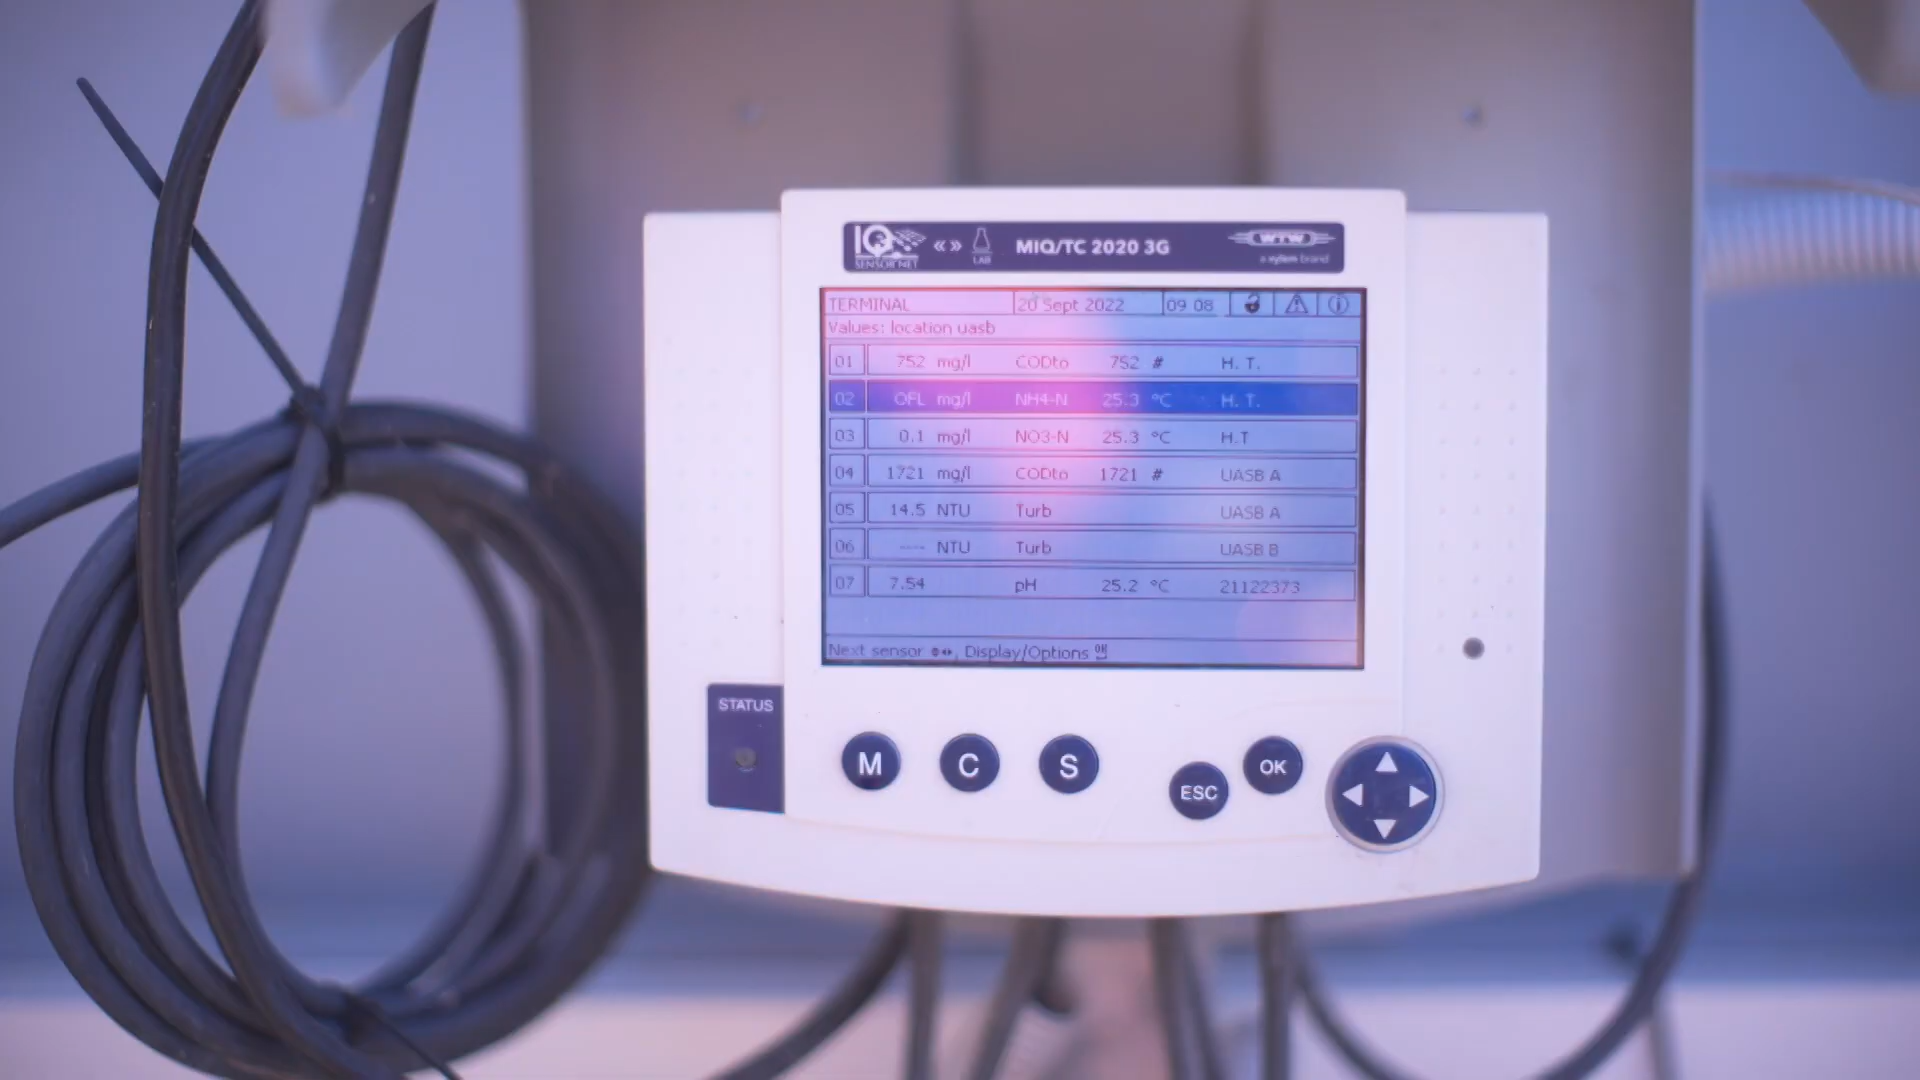 IQ
SENSOR NET
« »
LAB
MIQ/TC 2020 3G
WTW
a xylem brand
TERMINAL 20 Sept 2022 09 08
Values: location uasb
01 752 mg/l CODto 752 # H. T.
02 OFL mg/l NH4-N 25.3 °C H. T.
03 0.1 mg/l NO3-N 25.3 °C H.T
04 1721 mg/l CODto 1721 # UASB A
05 14.5 NTU Turb UASB A
06 ---- NTU Turb UASB B
07 7.54 pH 25.2 °C 21122373
Next sensor , Display/Options
STATUS
M C S ESC OK